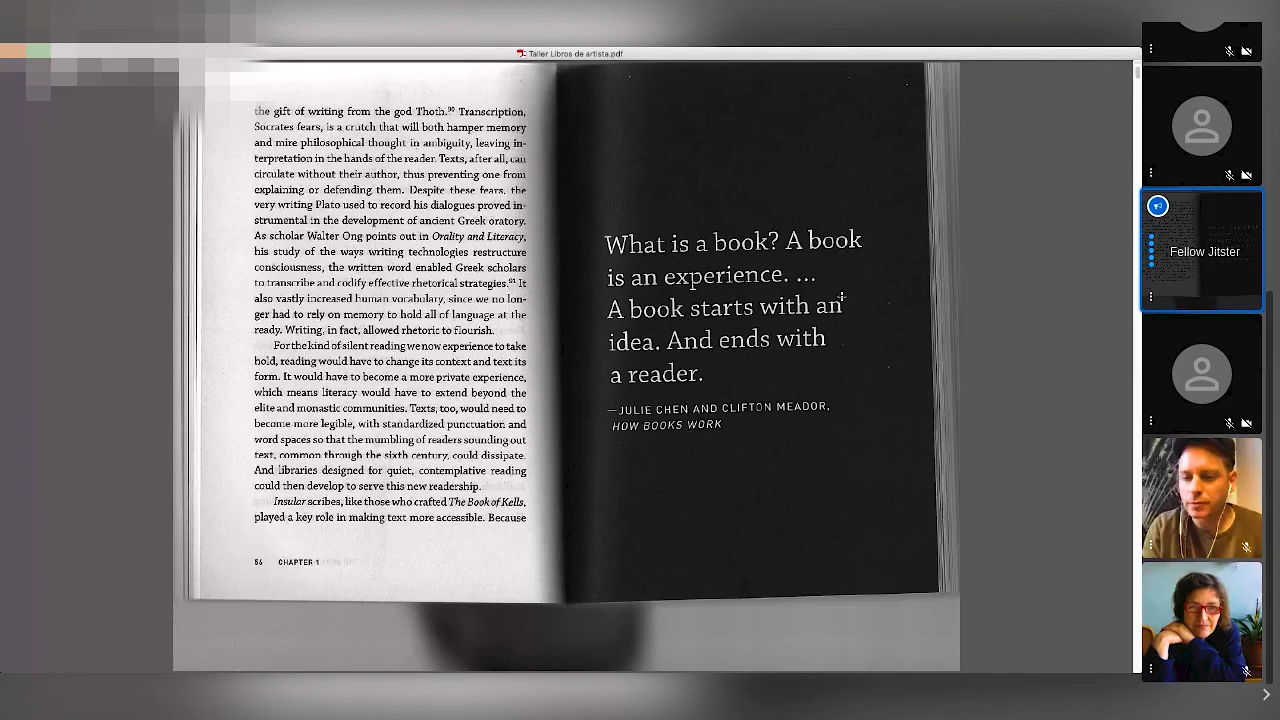 Taller Libros de artista.pdf
the gift of writing from the god Thoth.⁹⁰ Transcription,
Socrates fears, is a crutch that will both hamper memory
and mire philosophical thought in ambiguity, leaving in-
terpretation in the hands of the reader. Texts, after all, can
circulate without their author, thus preventing one from
explaining or defending them. Despite these fears, the
very writing Plato used to record his dialogues proved in-
strumental in the development of ancient Greek oratory.
As scholar Walter Ong points out in Orality and Literacy,
his study of the ways writing technologies restructure
consciousness, the written word enabled Greek scholars
to transcribe and codify effective rhetorical strategies.⁹¹ It
also vastly increased human vocabulary, since we no lon-
ger had to rely on memory to hold all of language at the
ready. Writing, in fact, allowed rhetoric to flourish.
For the kind of silent reading we now experience to take
hold, reading would have to change its context and text its
form. It would have to become a more private experience,
which means literacy would have to extend beyond the
elite and monastic communities. Texts, too, would need to
become more legible, with standardized punctuation and
word spaces so that the mumbling of readers sounding out
text, common through the sixth century, could dissipate.
And libraries designed for quiet, contemplative reading
could then develop to serve this new readership.
Insular scribes, like those who crafted The Book of Kells,
played a key role in making text more accessible. Because
56 CHAPTER 1
What is a book? A book
is an experience. ...
A book starts with an
idea. And ends with
a reader.
—JULIE CHEN AND CLIFTON MEADOR,
HOW BOOKS WORK
Fellow Jitster